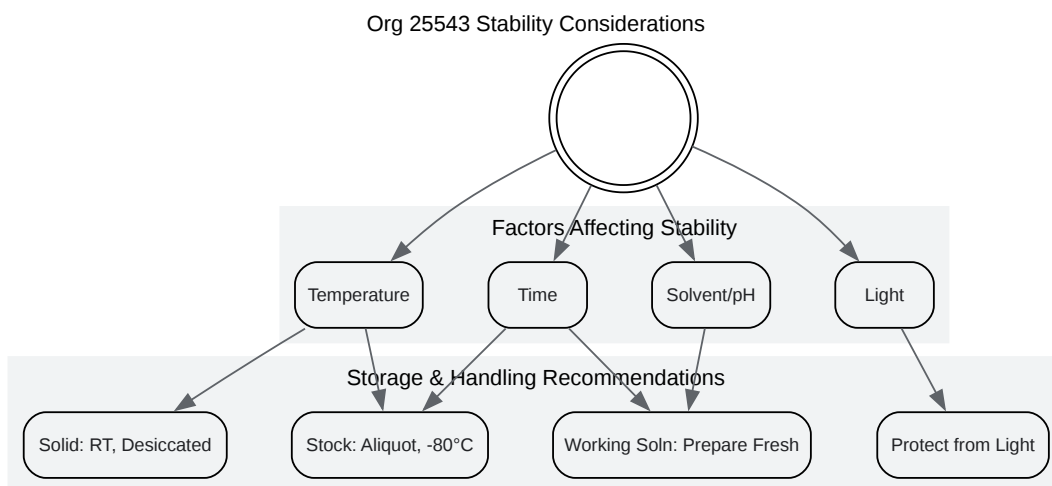 Org 25543 Stability Considerations
Factors Affecting Stability
Temperature
Time
Solvent/pH
Light
Storage & Handling Recommendations
Solid: RT, Desiccated
Stock: Aliquot, -80°C
Working Soln: Prepare Fresh
Protect from Light